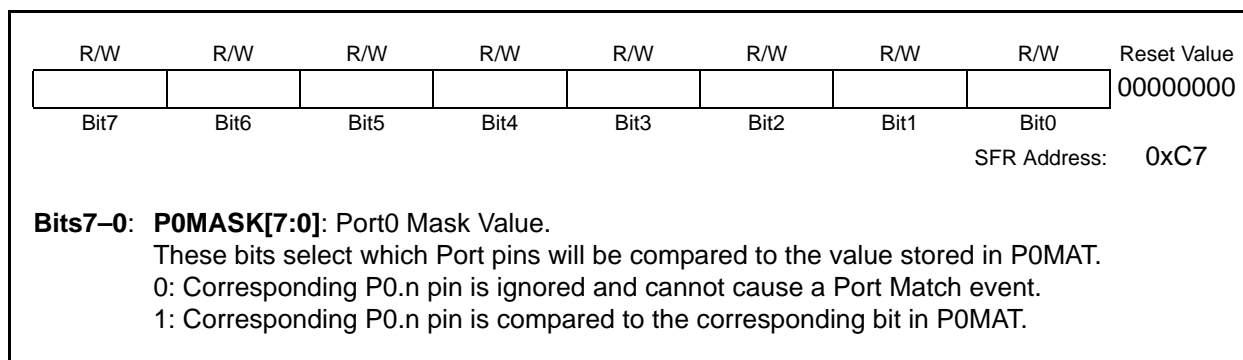 R/W R/W R/W R/W R/W R/W R/W R/W Reset Value
00000000
Bit7 Bit6 Bit5 Bit4 Bit3 Bit2 Bit1 Bit0
SFR Address: 0xC7
Bits7–0: P0MASK[7:0]: Port0 Mask Value.
These bits select which Port pins will be compared to the value stored in P0MAT.
0: Corresponding P0.n pin is ignored and cannot cause a Port Match event.
1: Corresponding P0.n pin is compared to the corresponding bit in P0MAT.